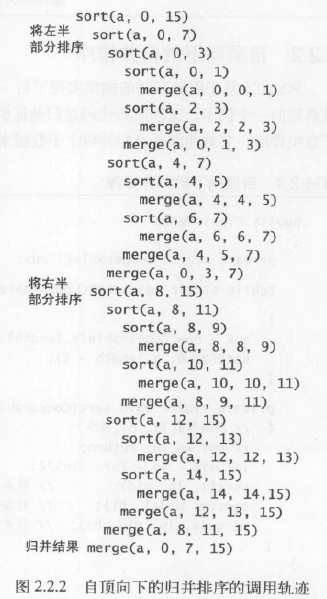 sort(a, 0, 15)
将左半
部分排序
sort(a, 0, 7)
sort(a, 0, 3)
sort(a, 0, 1)
merge(a, 0, 0, 1)
sort(a, 2, 3)
merge(a, 2, 2, 3)
merge(a, 0, 1, 3)
sort(a, 4, 7)
sort(a, 4, 5)
merge(a, 4, 4, 5)
sort(a, 6, 7)
merge(a, 6, 6, 7)
merge(a, 4, 5, 7)
merge(a, 0, 3, 7)
将右半
部分排序
sort(a, 8, 15)
sort(a, 8, 11)
sort(a, 8, 9)
merge(a, 8, 8, 9)
sort(a, 10, 11)
merge(a, 10, 10, 11)
merge(a, 8, 9, 11)
sort(a, 12, 15)
sort(a, 12, 13)
merge(a, 12, 12, 13)
sort(a, 14, 15)
merge(a, 14, 14,15)
merge(a, 12, 13, 15)
merge(a, 8, 11, 15)
归并结果 merge(a, 0, 7, 15)
图 2.2.2 自顶向下的归并排序的调用轨迹